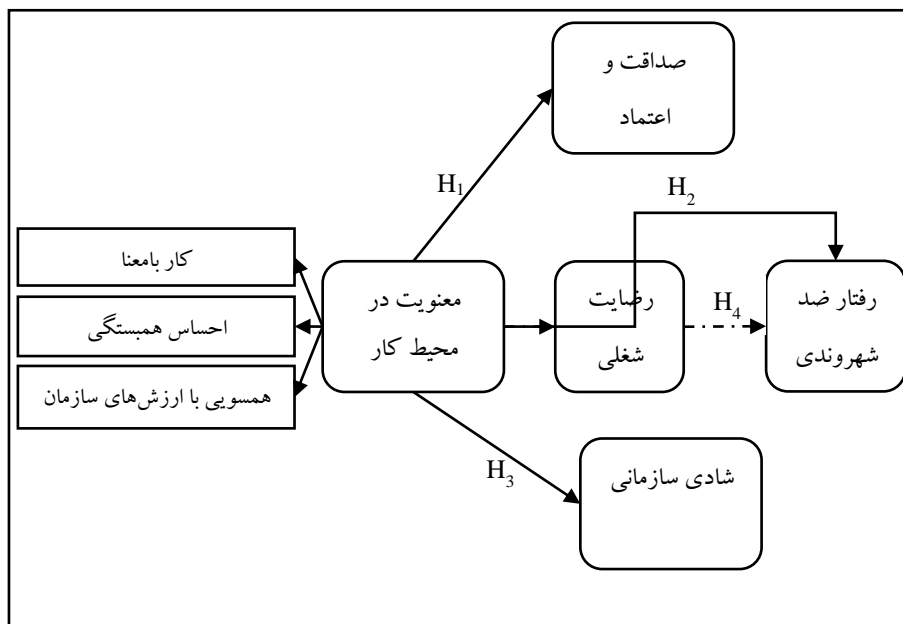 صداقت و
اعتماد
H1
H2
کار بامعنا
احساس همبستگی
همسویی با ارزش‌های سازمان
معنویت در
محیط کار
رضایت
شغلی
H4
رفتار ضد
شهروندی
H3
شادی سازمانی